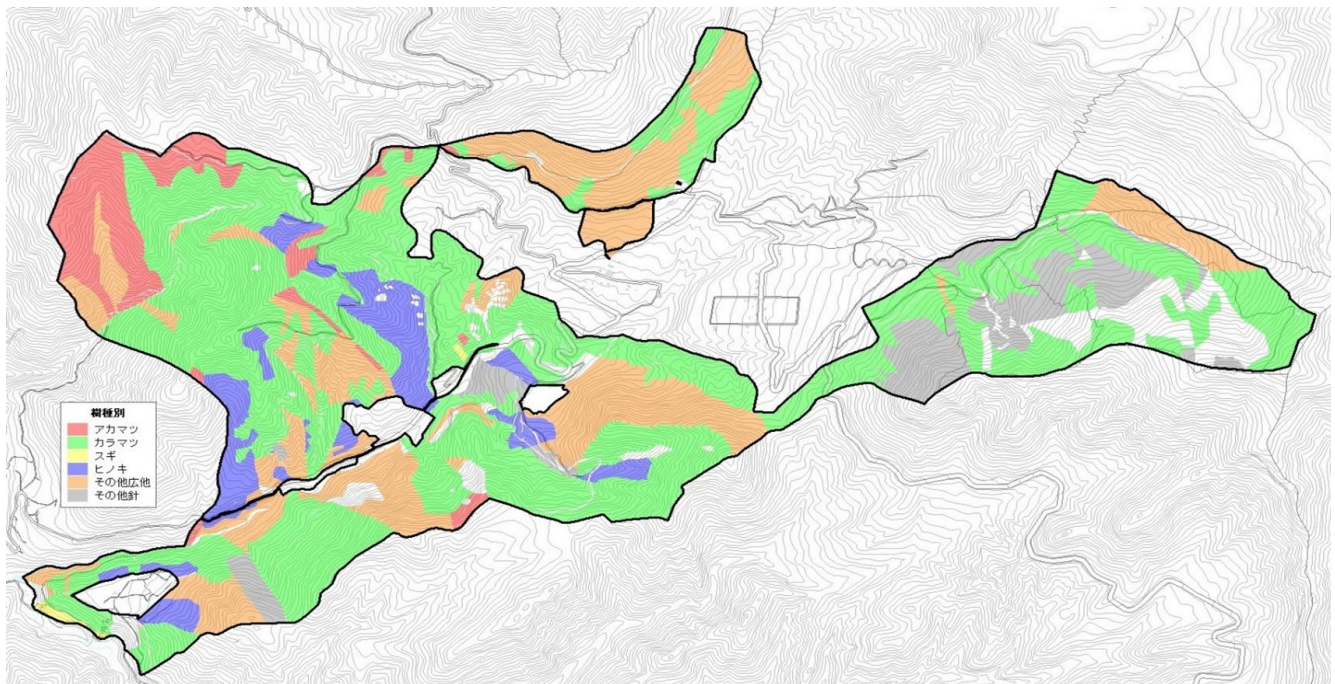 樹種別
アカマツ
カラマツ
スギ
ヒノキ
その他広他
その他針